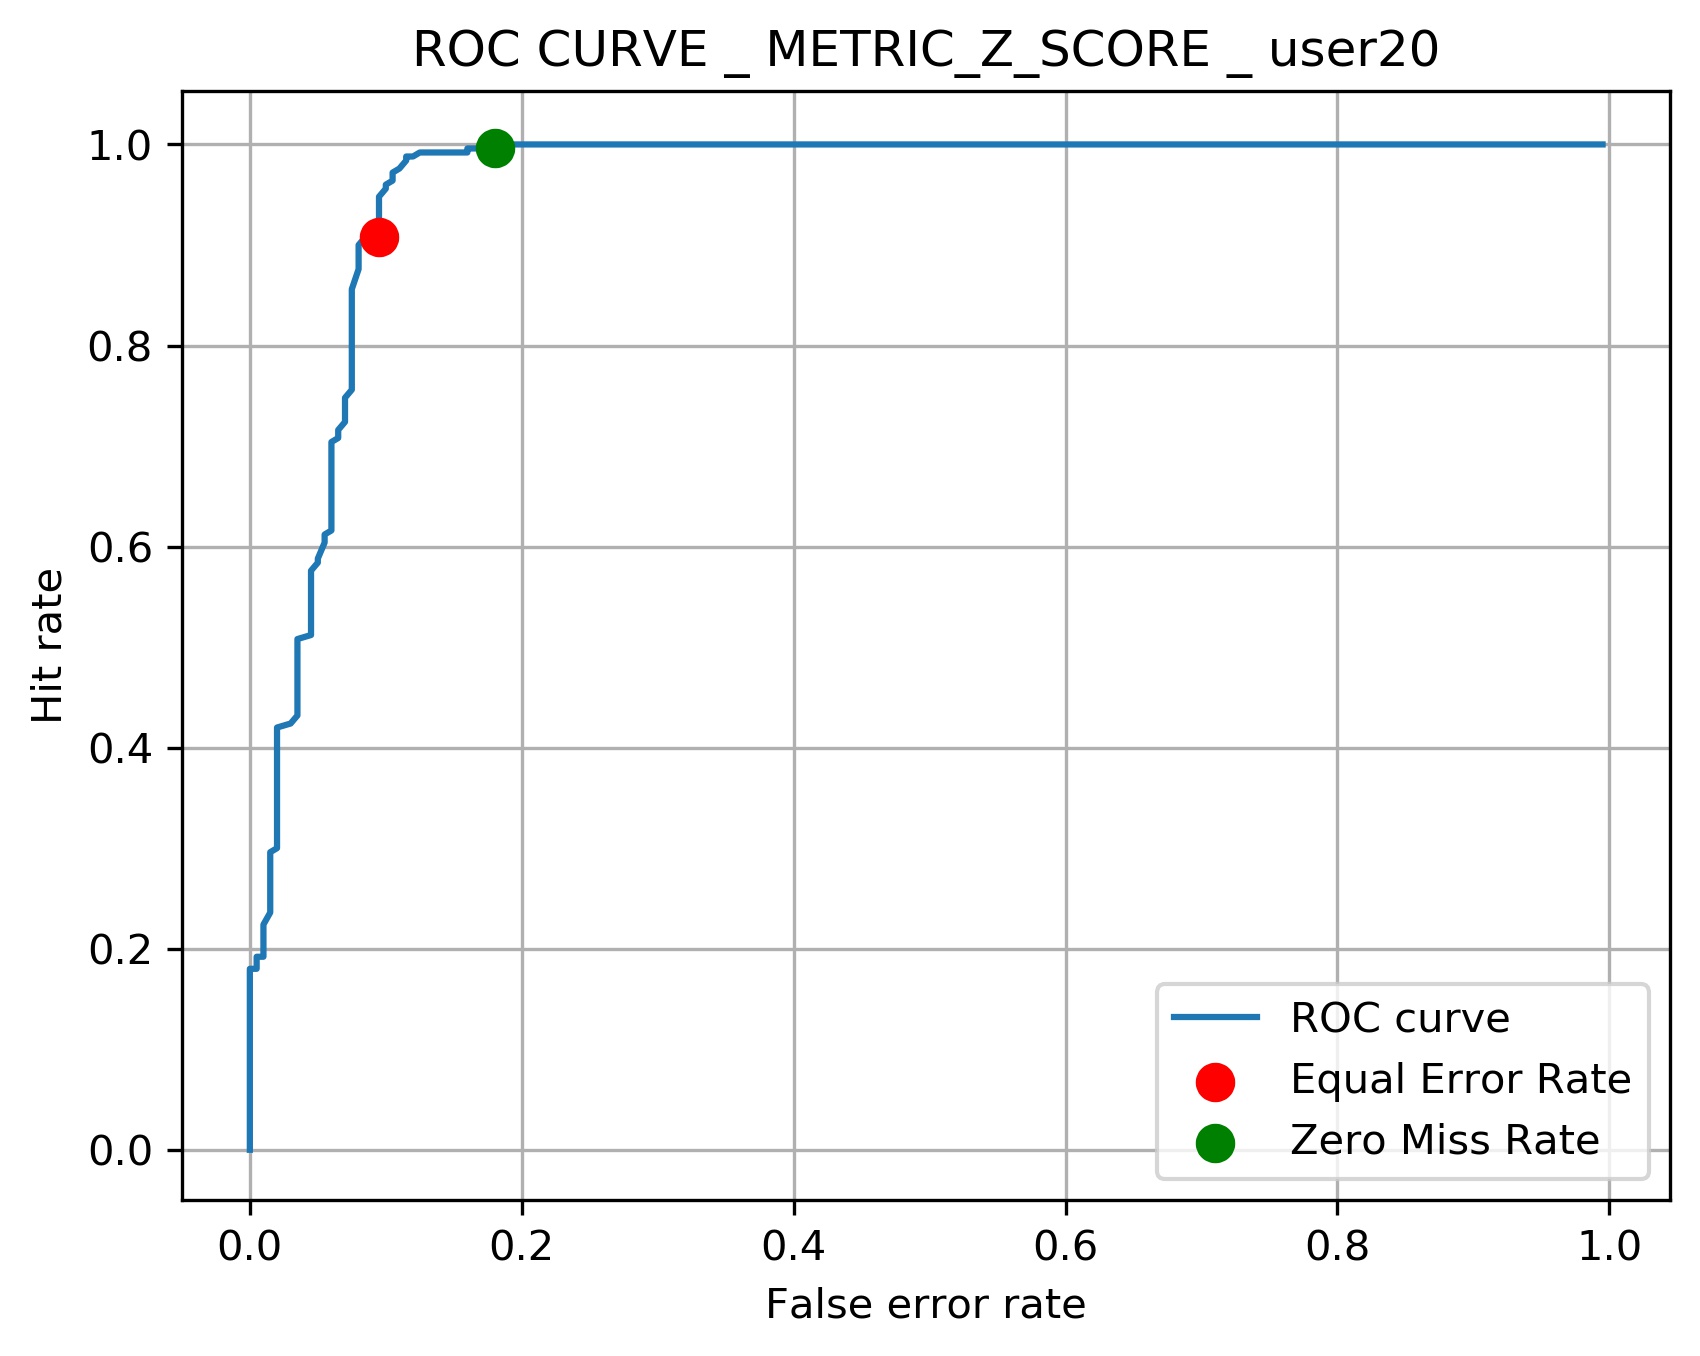 ROC CURVE _ METRIC_Z_SCORE _ user20
1.0
0.8
0.6
0.4
0.2
0.0
Hit rate
0.0 0.2 0.4 0.6 0.8 1.0
False error rate
ROC curve
Equal Error Rate
Zero Miss Rate